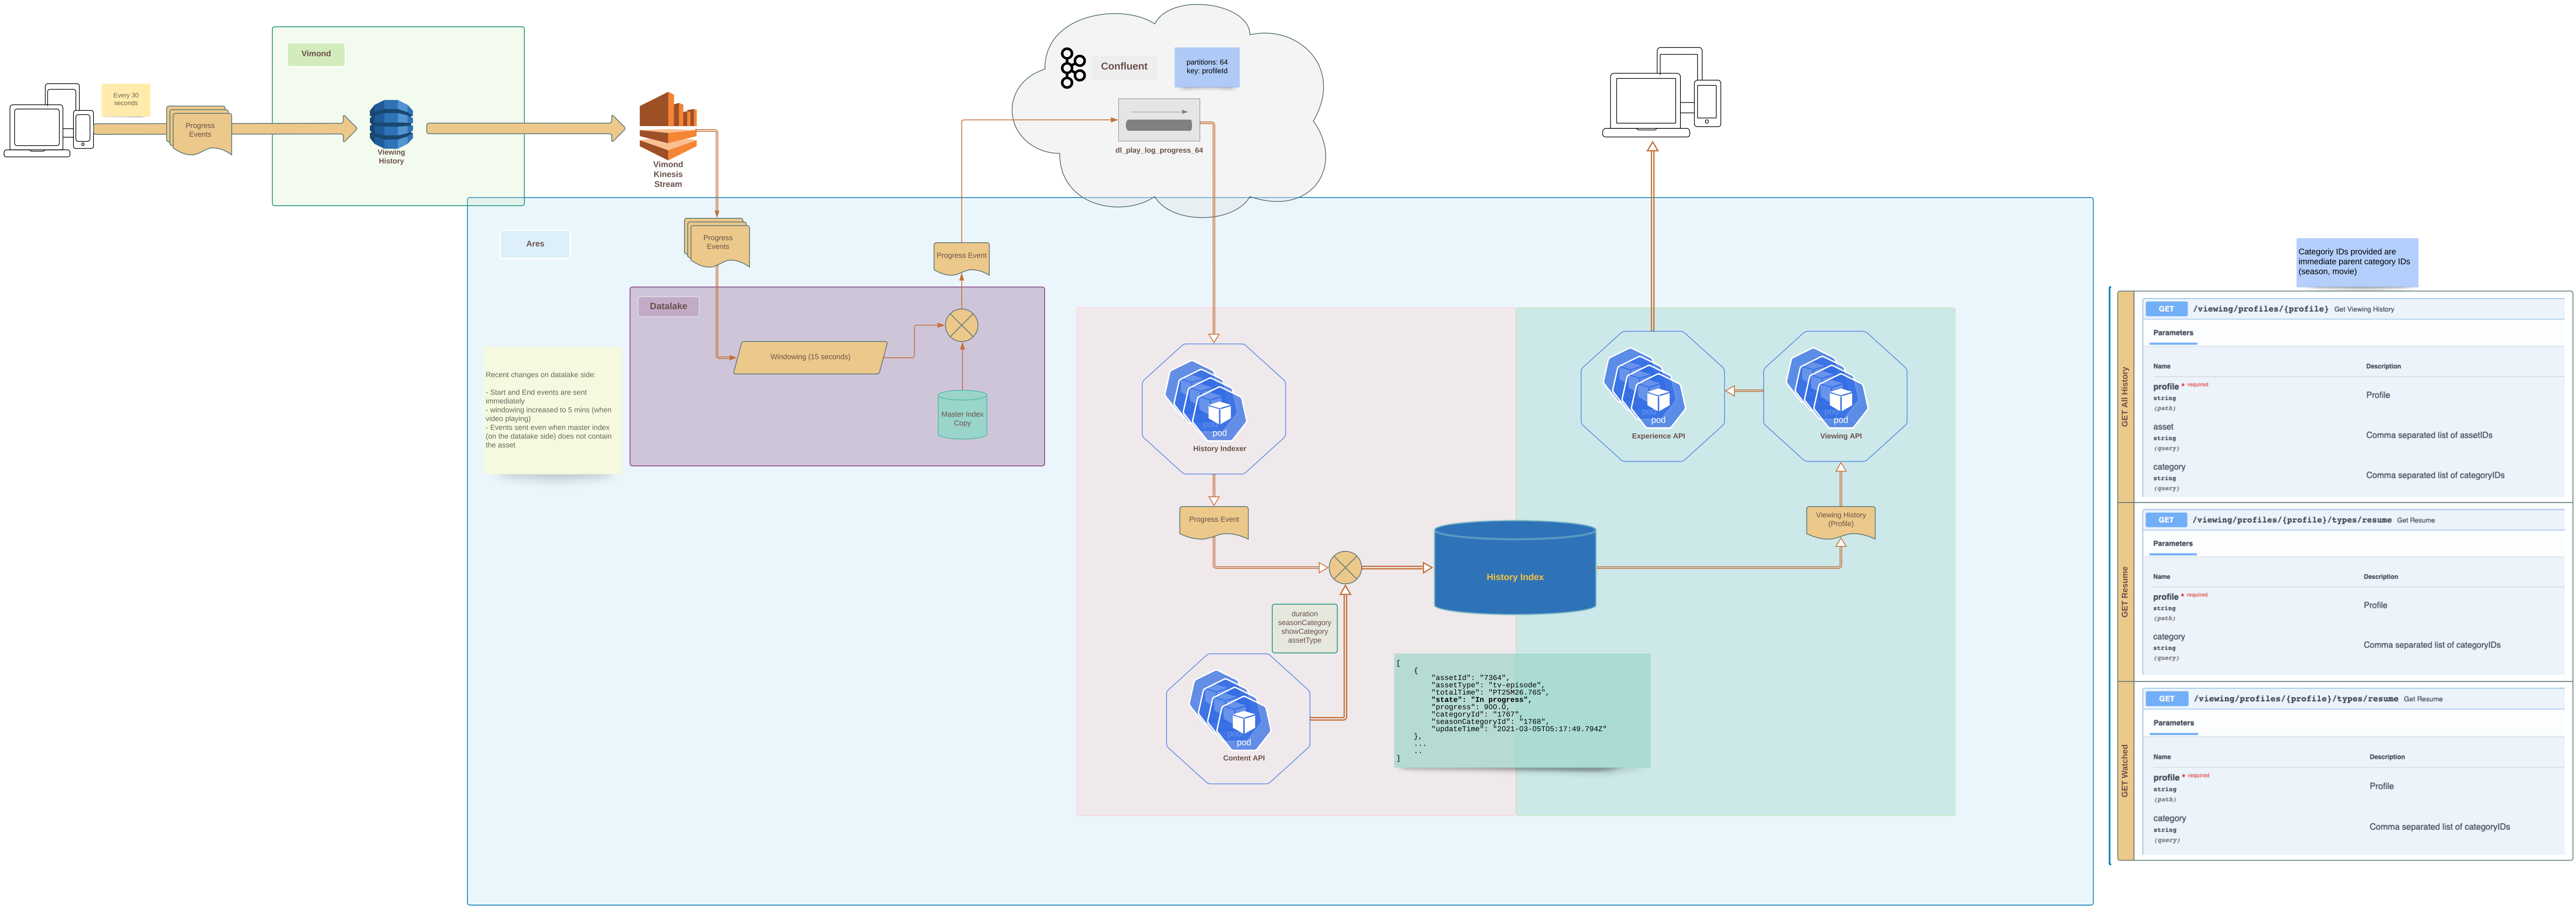 Every 30
seconds
Progress
Events
Vimond
Viewing
History
Vimond
Kinesis
Stream
Confluent
partitions: 64
key: profileId
dl_play_log_progress_64
Ares
Progress
Events
Progress Event
Datalake
Windowing (15 seconds)
Master Index
Copy
Recent changes on datalake side:
- Start and End events are sent
immediately
- windowing increased to 5 mins (when
video playing)
- Events sent even when master index
(on the datalake side) does not contain
the asset
pod
pod
History Indexer
Progress Event
duration
seasonCategory
showCategory
assetType
pod
pod
Content API
History Index
[
{
"assetId": "7364",
"assetType": "tv-episode",
"totalTime": "PT25M26.76S",
"state": "In progress",
"progress": 900.0,
"categoryId": "1767",
"seasonCategoryId": "1768",
"updateTime": "2021-03-05T05:17:49.794Z"
},
...
..
]
pod
pod
Experience API
pod
pod
Viewing API
Viewing History
(Profile)
Categoriy IDs provided are
immediate parent category IDs
(season, movie)
GET All History
GET /viewing/profiles/{profile} Get Viewing History
Parameters
Name Description
profile * required Profile
string
(path)
asset Comma separated list of assetIDs
string
(query)
category Comma separated list of categoryIDs
string
(query)
GET Resume
GET /viewing/profiles/{profile}/types/resume Get Resume
Parameters
Name Description
profile * required Profile
string
(path)
category Comma separated list of categoryIDs
string
(query)
GET Watched
GET /viewing/profiles/{profile}/types/resume Get Resume
Parameters
Name Description
profile * required Profile
string
(path)
category Comma separated list of categoryIDs
string
(query)